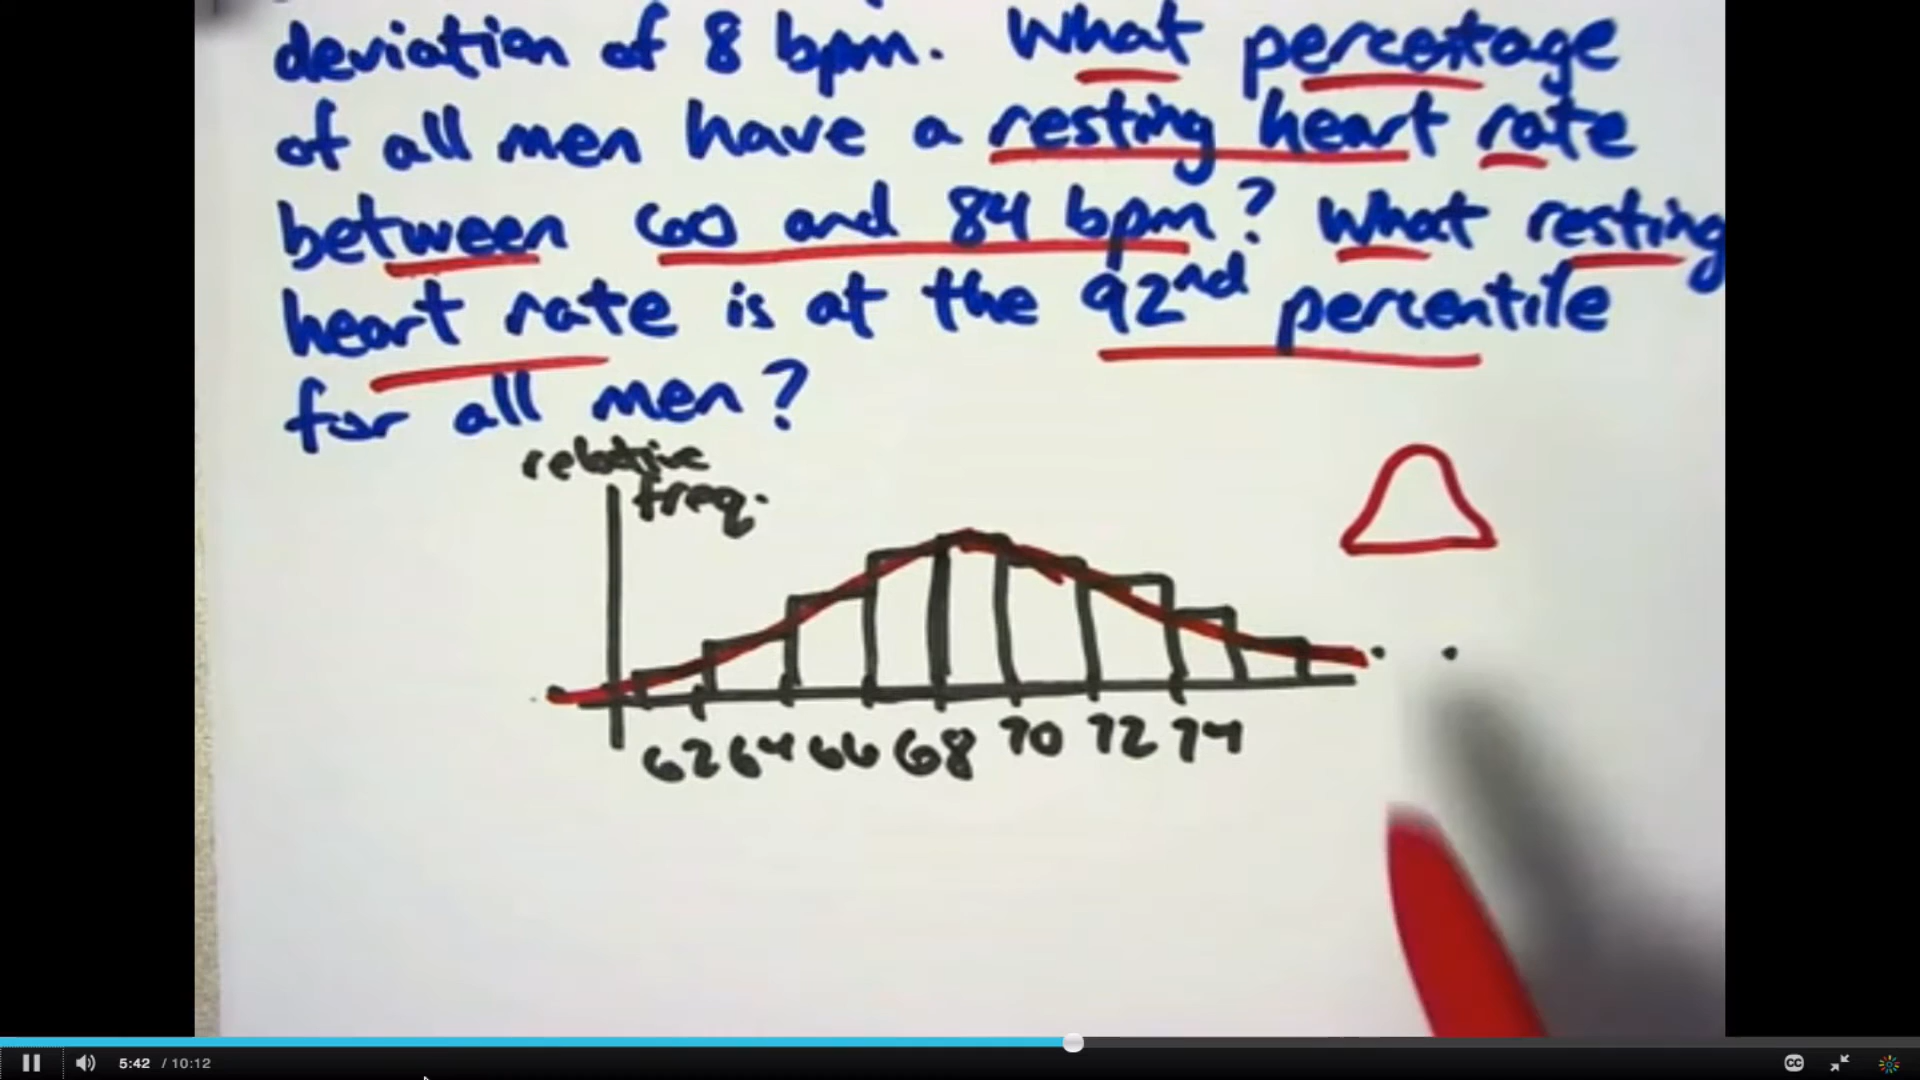 deviation of 8 bpm. What percentage
of all men have a resting heart rate
between 60 and 84 bpm? What resting
heart rate is at the 92nd percentile
for all men?
relative
freq.
62 64 66 68 70 72 74
5:42 / 10:12
CC